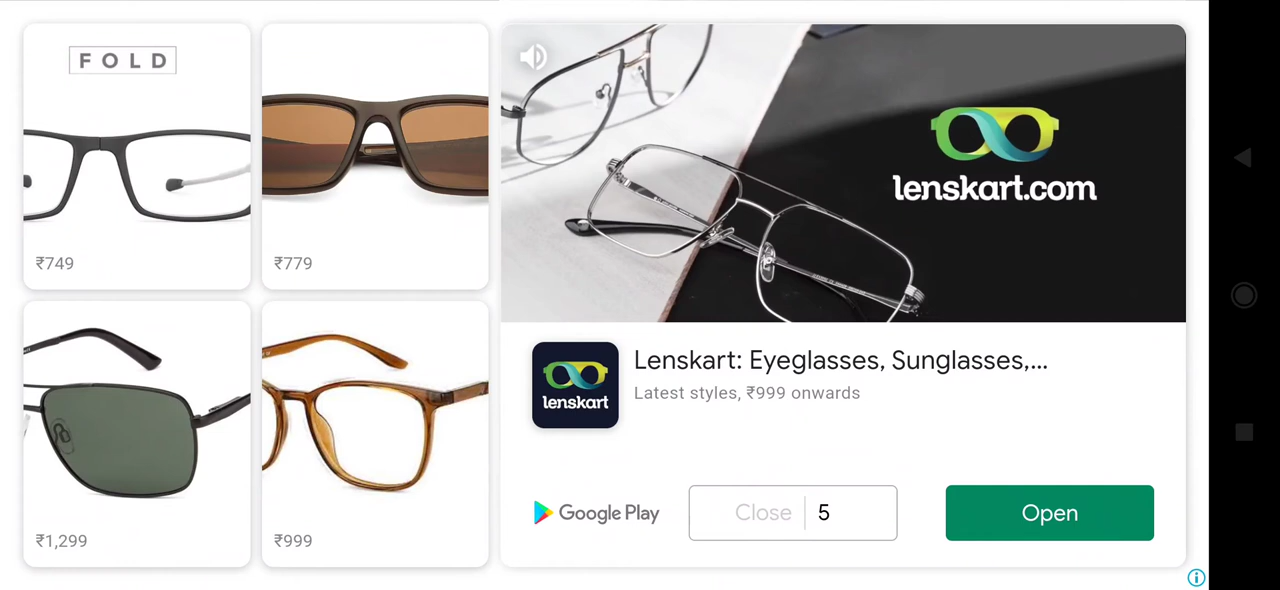 FOLD
₹749
₹779
₹1,299
₹999
lenskart.com
lenskart
Lenskart: Eyeglasses, Sunglasses,...
Latest styles, ₹999 onwards
Google Play
Close 5
Open